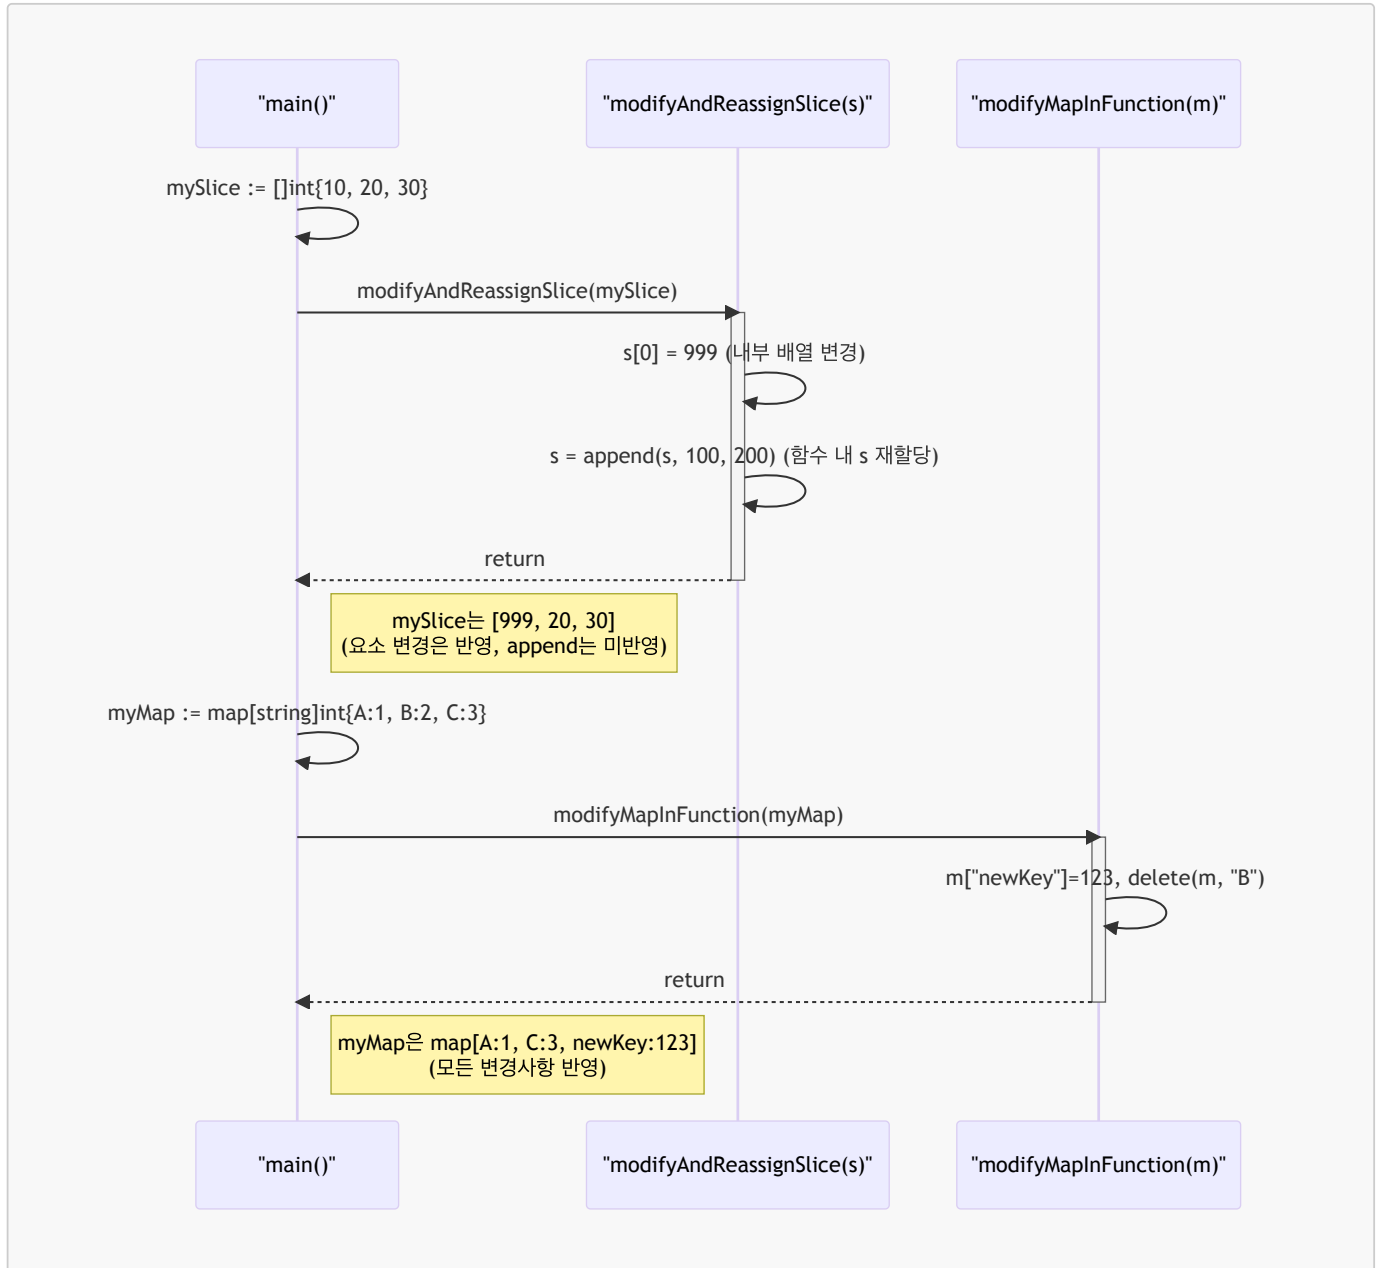 "main()"
"modifyAndReassignSlice(s)"
"modifyMapInFunction(m)"
mySlice := []int{10, 20, 30}
modifyAndReassignSlice(mySlice)
s[0] = 999 (내부 배열 변경)
s = append(s, 100, 200) (함수 내 s 재할당)
return
mySlice는 [999, 20, 30]
(요소 변경은 반영, append는 미반영)
myMap := map[string]int{A:1, B:2, C:3}
modifyMapInFunction(myMap)
m["newKey"]=123, delete(m, "B")
return
myMap은 map[A:1, C:3, newKey:123]
(모든 변경사항 반영)
"main()"
"modifyAndReassignSlice(s)"
"modifyMapInFunction(m)"